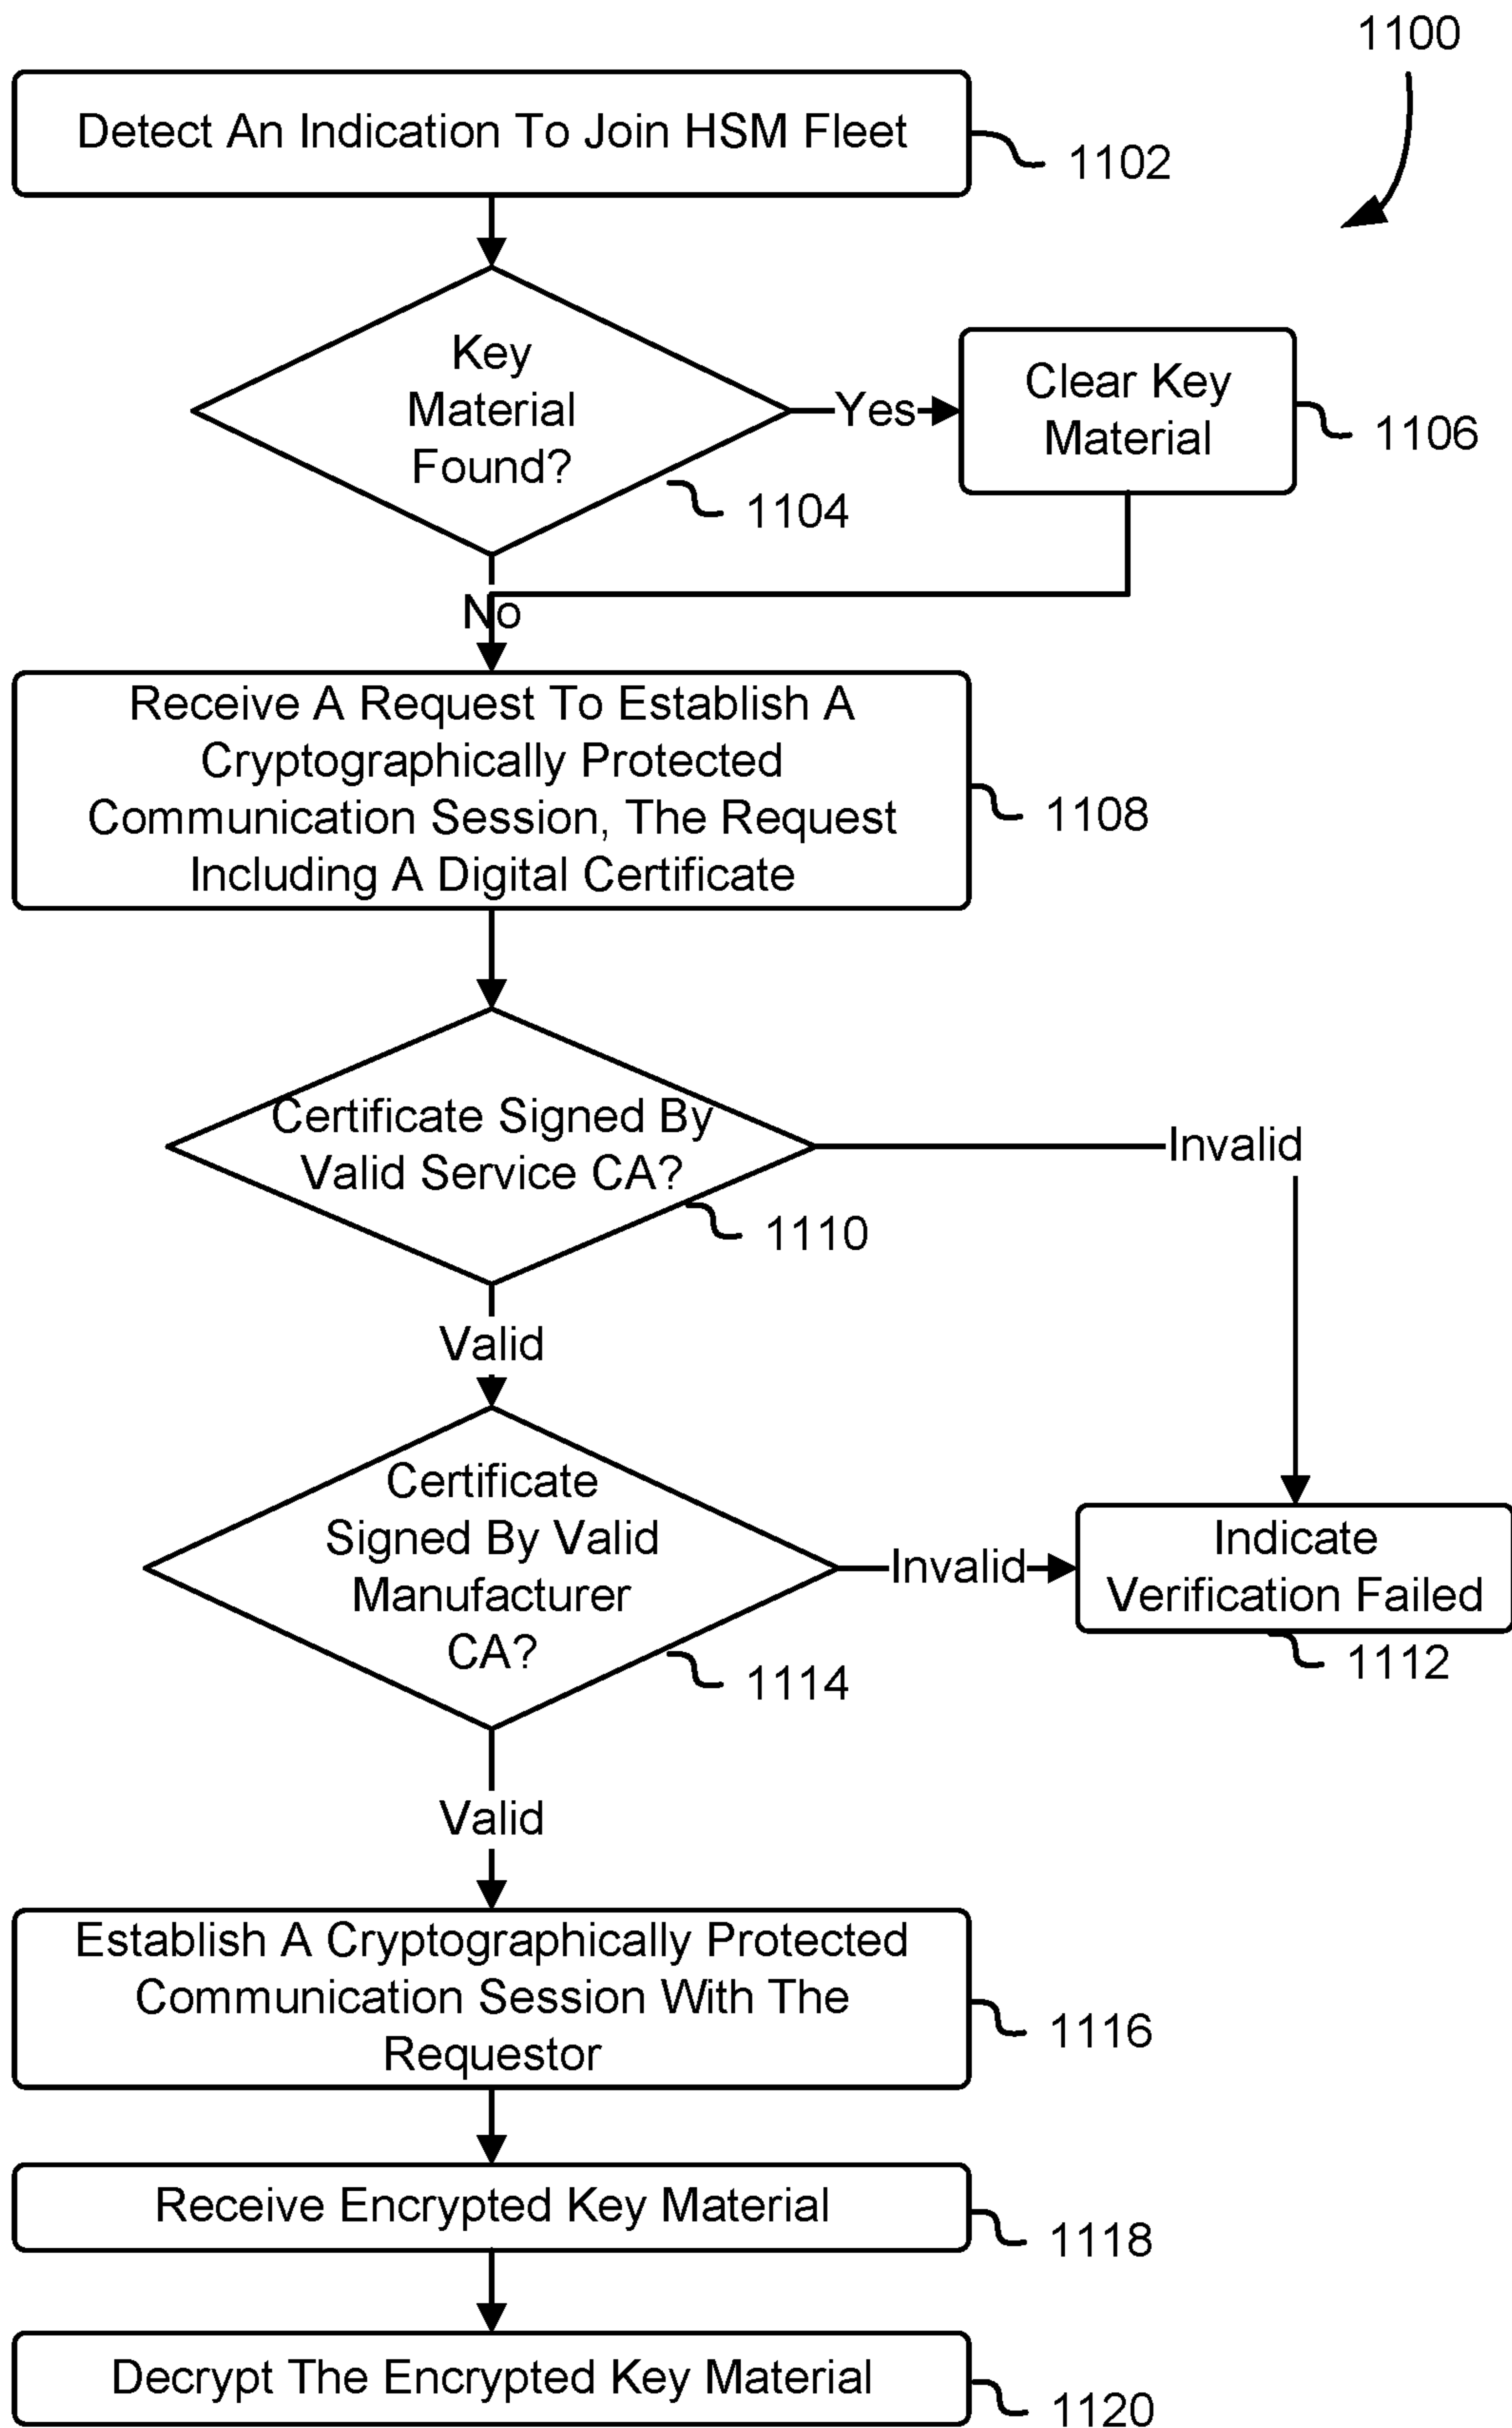 1100
Detect An Indication To Join HSM Fleet
1102
Key
Material
Found?
1104
Yes
Clear Key
Material
1106
No
Receive A Request To Establish A
Cryptographically Protected
Communication Session, The Request
Including A Digital Certificate
1108
Certificate Signed By
Valid Service CA?
1110
Invalid
Valid
Certificate
Signed By Valid
Manufacturer
CA?
1114
Invalid
Indicate
Verification Failed
1112
Valid
Establish A Cryptographically Protected
Communication Session With The
Requestor
1116
Receive Encrypted Key Material
1118
Decrypt The Encrypted Key Material
1120